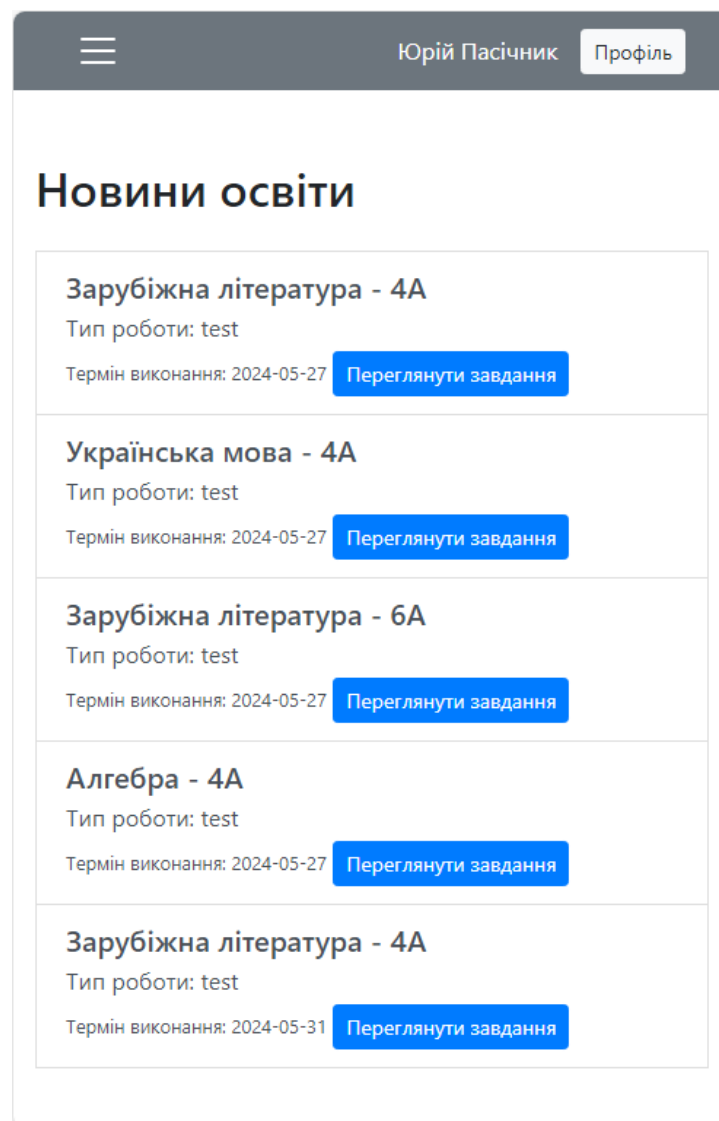 Юрій Пасічник Профіль
Новини освіти
Зарубіжна література - 4А
Тип роботи: test
Термін виконання: 2024-05-27 Переглянути завдання
Українська мова - 4А
Тип роботи: test
Термін виконання: 2024-05-27 Переглянути завдання
Зарубіжна література - 6А
Тип роботи: test
Термін виконання: 2024-05-27 Переглянути завдання
Алгебра - 4А
Тип роботи: test
Термін виконання: 2024-05-27 Переглянути завдання
Зарубіжна література - 4А
Тип роботи: test
Термін виконання: 2024-05-31 Переглянути завдання